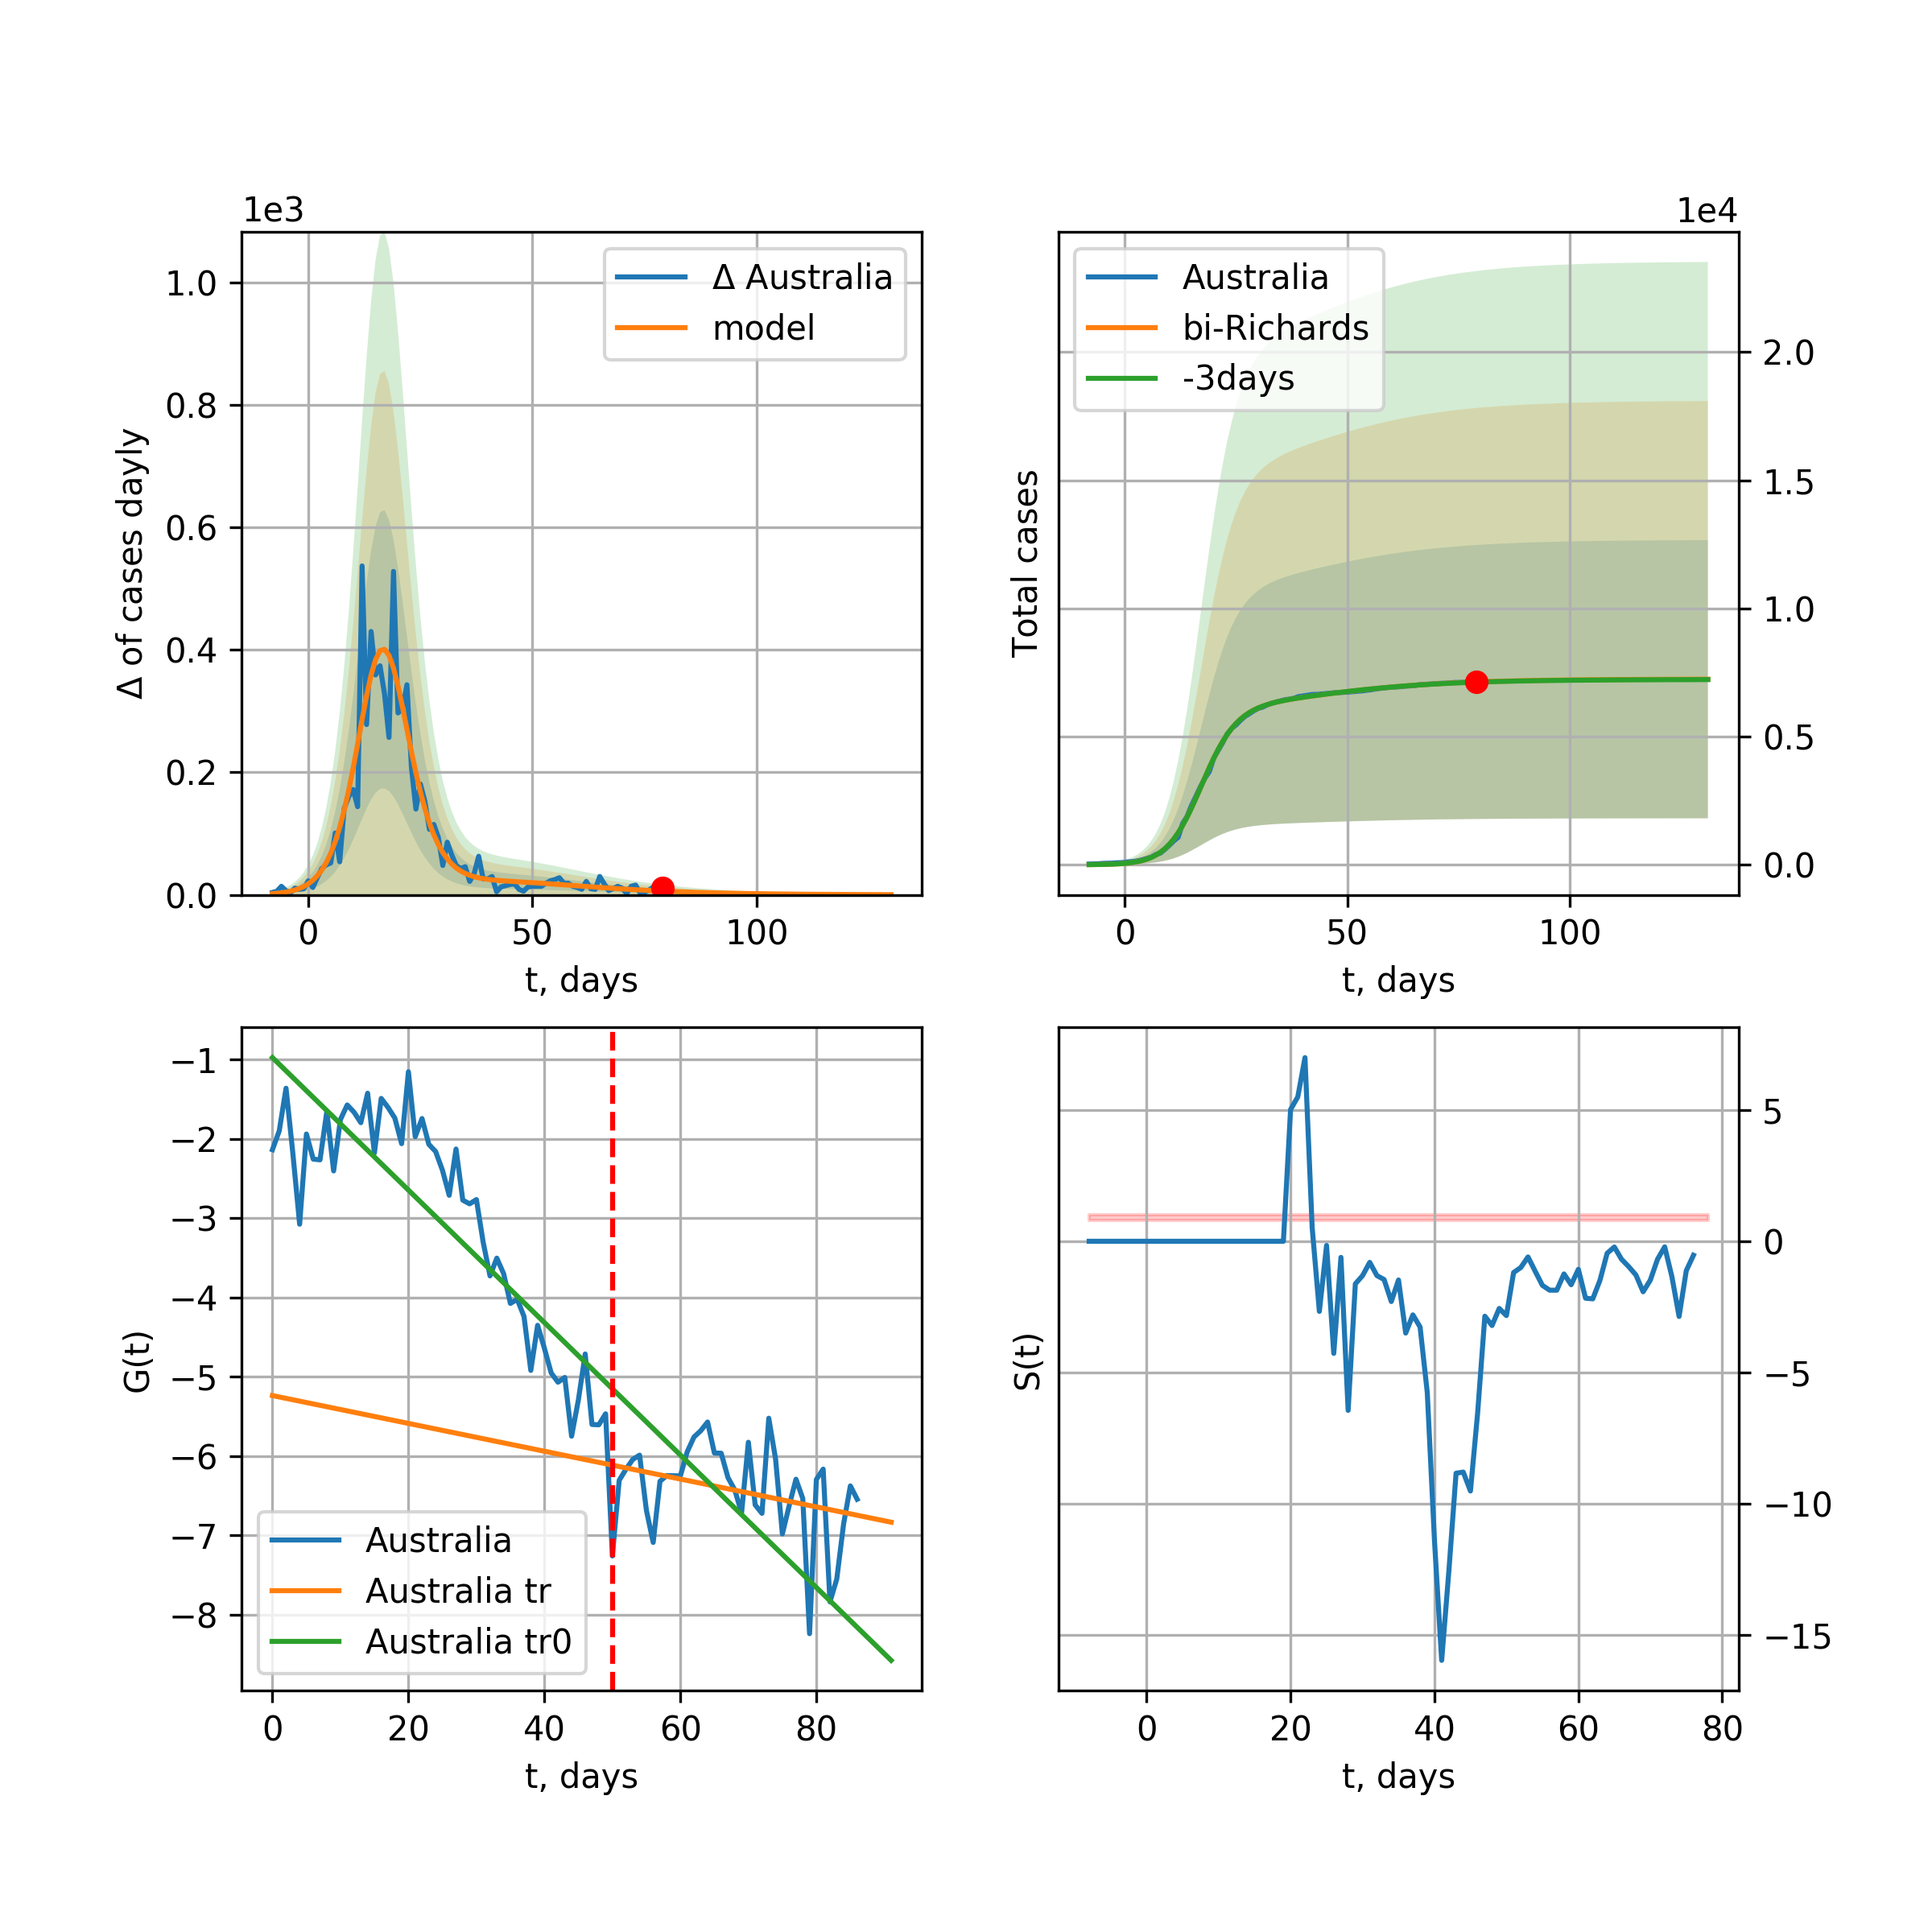 1e3
Δ Australia
model
1.0
0.8
0.6
0.4
0.2
0.0
Δ of cases dayly
0
50
100
t, days
1e4
Australia
bi-Richards
-3days
2.0
1.5
1.0
0.5
0.0
Total cases
0
50
100
t, days
−1
−2
−3
−4
−5
−6
−7
−8
G(t)
Australia
Australia tr
Australia tr0
0
20
40
60
80
t, days
5
0
−5
−10
−15
S(t)
0
20
40
60
80
t, days